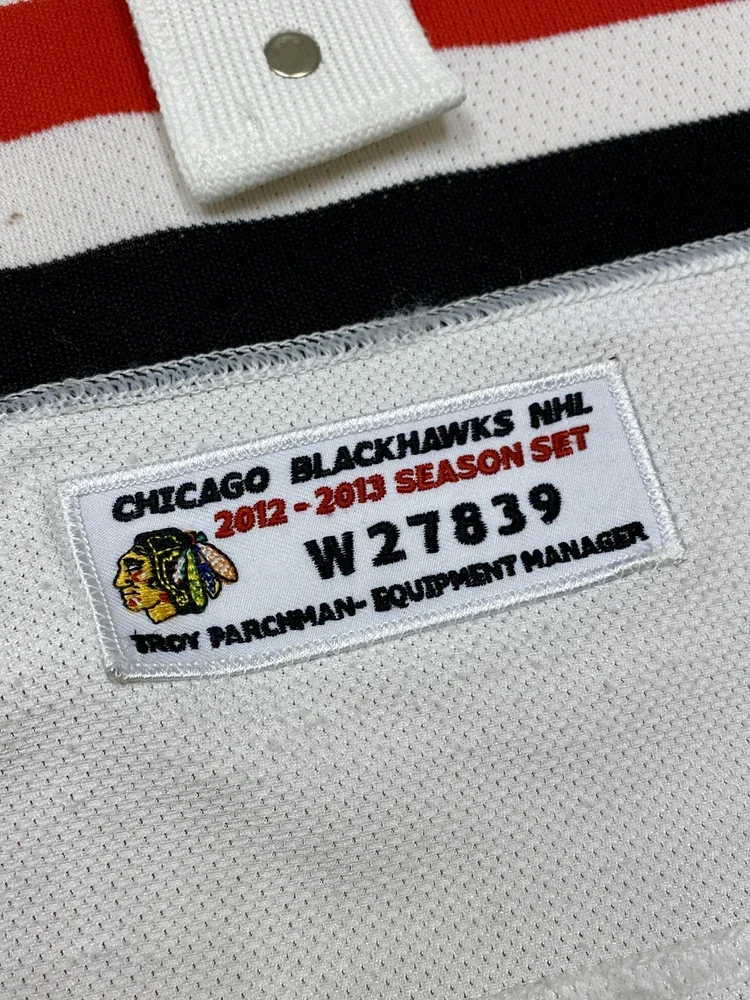 CHICAGO BLACKHAWKS NHL
2012 - 2013 SEASON SET
W27839
TROY PARCHMAN- EQUIPMENT MANAGER